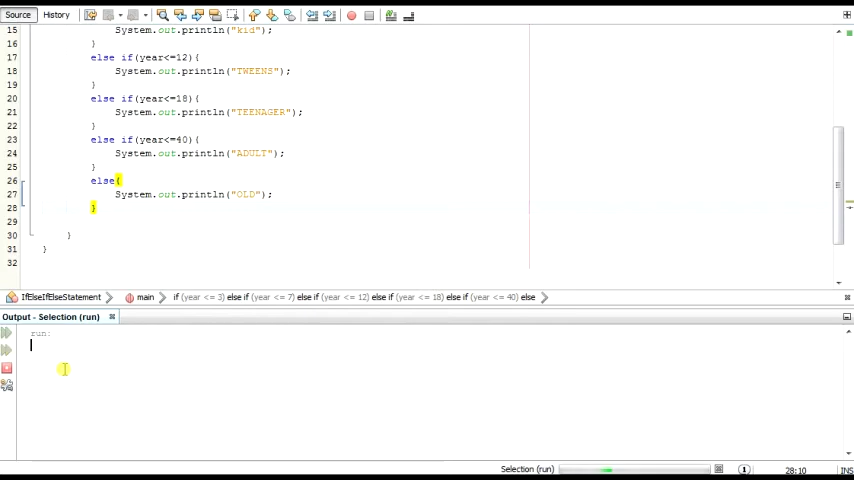 Source History
15 System.out.println("kid");
16 }
17 else if(year<=12){
18 System.out.println("TWEENS");
19 }
20 else if(year<=18){
21 System.out.println("TEENAGER");
22 }
23 else if(year<=40){
24 System.out.println("ADULT");
25 }
26 else{
27 System.out.println("OLD");
28 }
29
30 }
31 }
32
IfElseIfElseStatement main if (year <= 3) else if (year <= 7) else if (year <= 12) else if (year <= 18) else if (year <= 40) else
Output - Selection (run)
run:
Selection (run) 1 28:10 INS